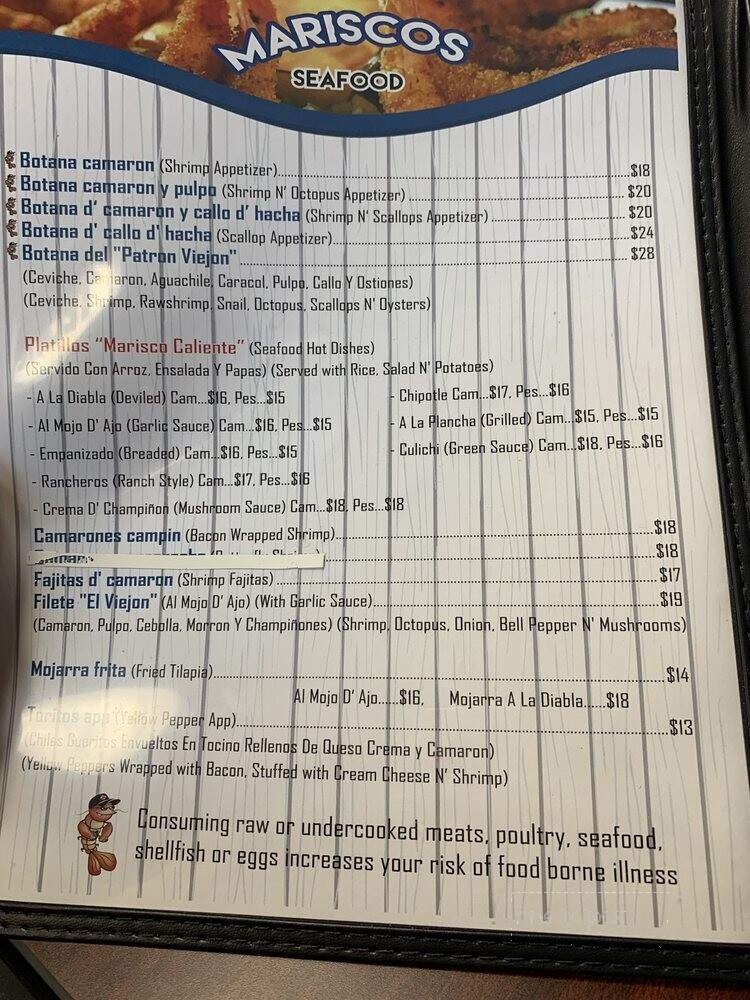 MARISCOS
SEAFOOD
Botana camaron (Shrimp Appetizer)..........$18
Botana camaron y pulpo (Shrimp N' Octopus Appetizer)..........$20
Botana d' camaron y callo d' hacha (Shrimp N' Scallops Appetizer)..........$20
Botana d' callo d' hacha (Scallop Appetizer)..........$24
Botana del "Patron Viejon"..........$28
(Ceviche, Camaron, Aguachile, Caracol, Pulpo, Callo Y Ostiones)
(Ceviche, Shrimp, Rawshrimp, Snail, Octopus, Scallops N' Oysters)
Platillos "Marisco Caliente" (Seafood Hot Dishes)
(Servido Con Arroz, Ensalada Y Papas) (Served with Rice, Salad N' Potatoes)
- A La Diabla (Deviled) Cam...$16, Pes...$15
- Al Mojo D' Ajo (Garlic Sauce) Cam...$16, Pes...$15
- Empanizado (Breaded) Cam...$16, Pes...$15
- Rancheros (Ranch Style) Cam...$17, Pes...$16
- Crema D' Champiñon (Mushroom Sauce) Cam...$18, Pes...$18
- Chipotle Cam...$17, Pes...$16
- A La Plancha (Grilled) Cam...$15, Pes...$15
- Culichi (Green Sauce) Cam...$18, Pes...$16
Camarones campin (Bacon Wrapped Shrimp)..........$18
..........$18
Fajitas d' camaron (Shrimp Fajitas)..........$17
Filete "El Viejon" (Al Mojo D' Ajo) (With Garlic Sauce)..........$19
(Camaron, Pulpo, Cebolla, Morron Y Champiñones) (Shrimp, Octopus, Onion, Bell Pepper N' Mushrooms)
Mojarra frita (Fried Tilapia)..........$14
Al Mojo D' Ajo.....$16, Mojarra A La Diabla.....$18
Toritos app (Yellow Pepper App)..........$13
(Chiles Gueritos Envueltos En Tocino Rellenos De Queso Crema y Camaron)
(Yellow Peppers Wrapped with Bacon, Stuffed with Cream Cheese N' Shrimp)
Consuming raw or undercooked meats, poultry, seafood,
shellfish or eggs increases your risk of food borne illness